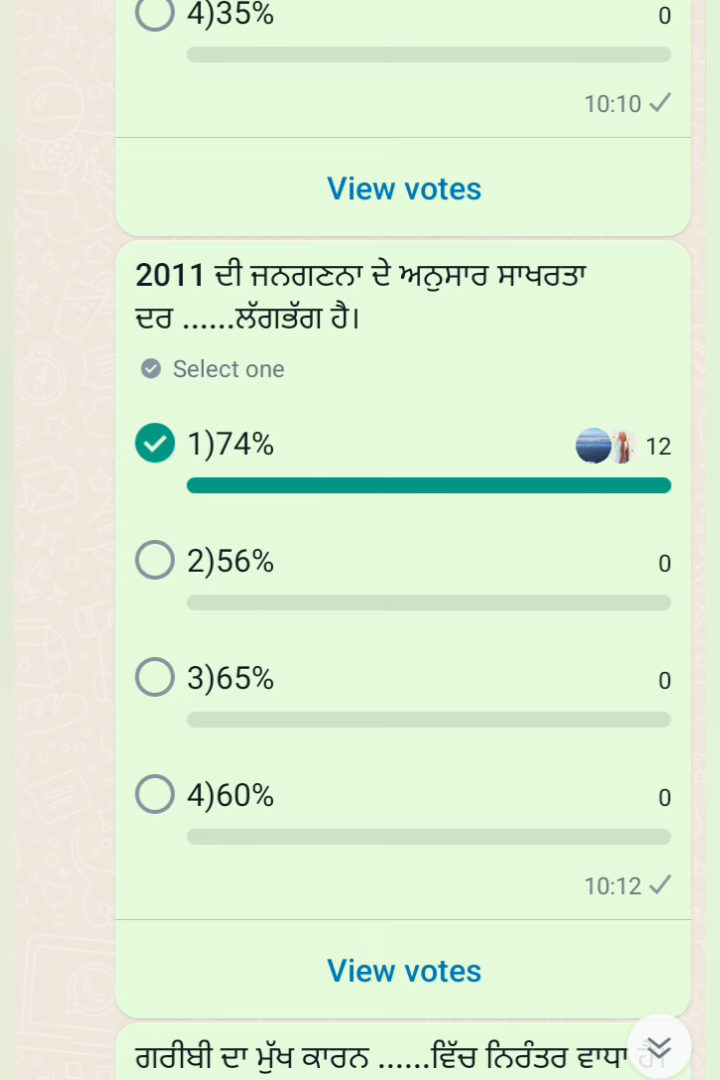 4)35%
0
10:10
View votes
2011 ਦੀ ਜਨਗਣਨਾ ਦੇ ਅਨੁਸਾਰ ਸਾਖਰਤਾ
ਦਰ ......ਲੱਗਭੱਗ ਹੈ।
Select one
1)74%
12
2)56%
0
3)65%
0
4)60%
0
10:12
View votes
ਗਰੀਬੀ ਦਾ ਮੁੱਖ ਕਾਰਨ ......ਵਿੱਚ ਨਿਰੰਤਰ ਵਾਧਾ